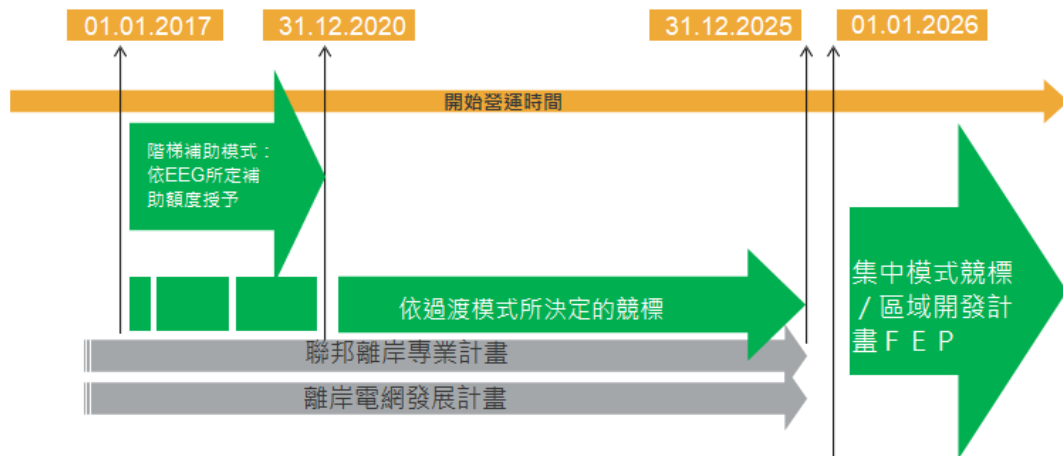 01.01.2017
31.12.2020
31.12.2025
01.01.2026
開始營運時間
階梯補助模式：
依EEG所定補
助額度授予
依過渡模式所決定的競標
集中模式競標
／區域開發計
畫ＦＥＰ
聯邦離岸專業計畫
離岸電網發展計畫